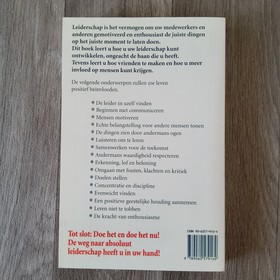 Leiderschap is het vermogen om uw medewerkers en
anderen gemotiveerd en enthousiast de juiste dingen
op het juiste moment te laten doen.
Dit boek leert u hoe u uw leiderschap kunt
ontwikkelen, ongeacht de baan die u heeft.
Tevens leert u hoe vrienden te maken en hoe u meer
invloed op mensen kunt krijgen.
De volgende onderwerpen zullen uw leven
positief beïnvloeden.
De leider in uzelf vinden
Beginnen met communiceren
Mensen motiveren
Echte belangstelling voor andere mensen tonen
De dingen zien door andermans ogen
Luisteren om te leren
Samenwerken voor de toekomst
Andermans waardigheid respecteren
Erkenning, lof en beloning
Omgaan met fouten, klachten en kritiek
Doelen stellen
Concentratie en discipline
Evenwicht vinden
Een positieve geestelijke houding aannemen
Leren niet te tobben
De kracht van enthousiasme
Tot slot: Doe het en doe het nu!
De weg naar absoluut
leiderschap heeft u in uw hand!